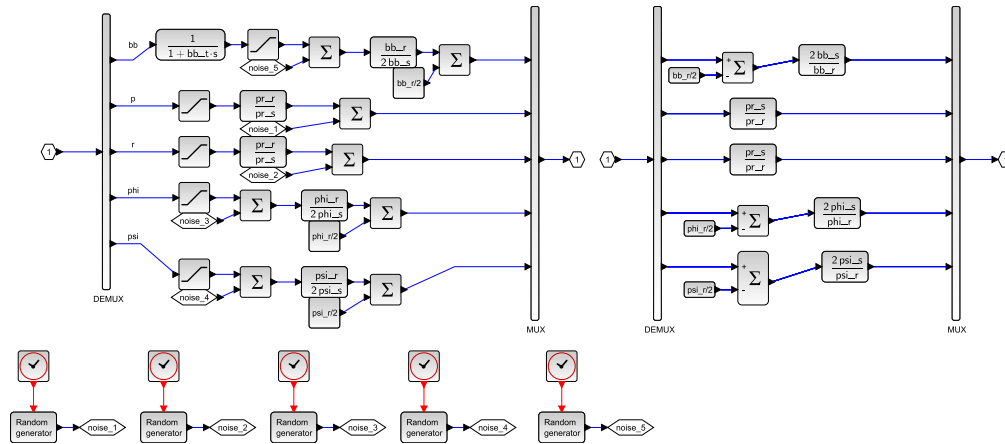 bb
1
1 + bb_t·s
noise_5
Σ
bb_r
2 bb_s
bb_r/2
Σ
p
pr_r
pr_s
noise_1
Σ
1
r
pr_r
pr_s
noise_2
Σ
1
phi
noise_3
Σ
phi_r
2 phi_s
phi_r/2
Σ
psi
noise_4
Σ
psi_r
2 psi_s
psi_r/2
Σ
DEMUX
MUX
bb_r/2
+
-
Σ
2 bb_s
bb_r
pr_s
pr_r
1
pr_s
pr_r
phi_r/2
+
-
Σ
2 phi_s
phi_r
psi_r/2
+
-
Σ
2 psi_s
psi_r
DEMUX
MUX
Random
generator
noise_1
Random
generator
noise_2
Random
generator
noise_3
Random
generator
noise_4
Random
generator
noise_5